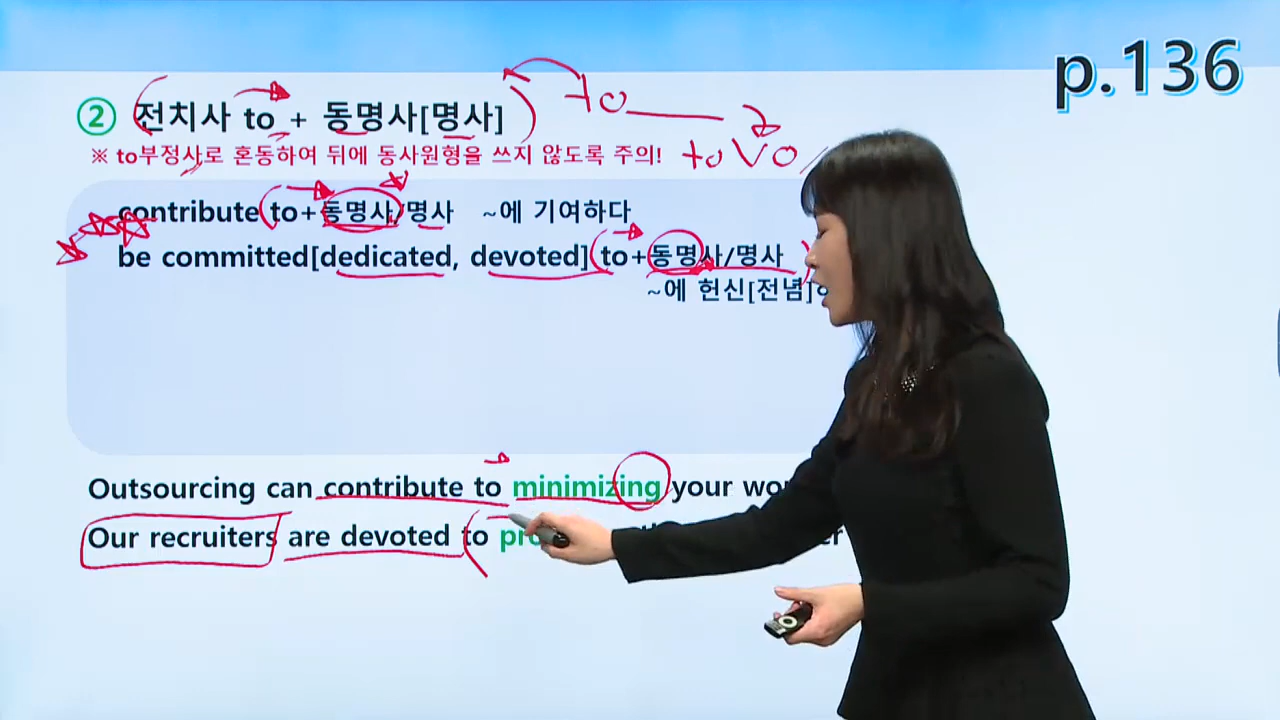 p.136
② 전치사 to + 동명사[명사]
to
※ to부정사로 혼동하여 뒤에 동사원형을 쓰지 않도록 주의!
to V
contribute to+동명사/명사 ~에 기여하다
be committed[dedicated, devoted] to+동명사/명사
~에 헌신[전념]
Outsourcing can contribute to minimizing your
Our recruiters are devoted to